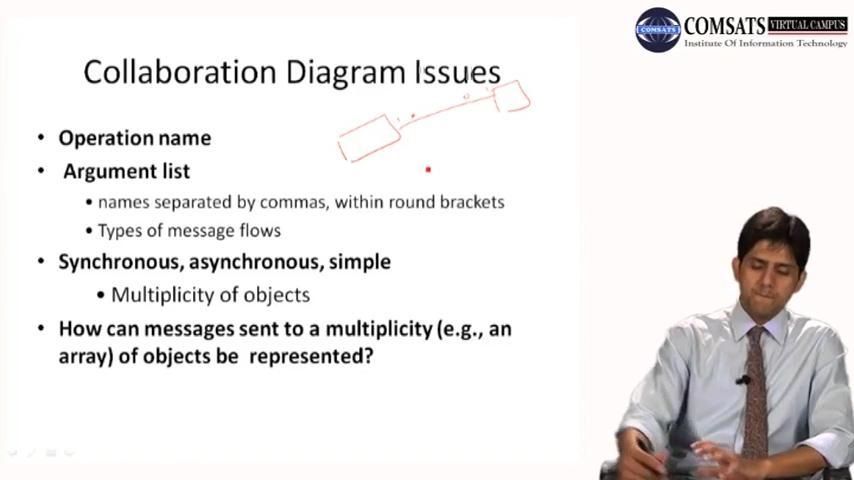 COMSATS VIRTUAL CAMPUS
COMSATS
Institute Of Information Technology
Collaboration Diagram Issues
• Operation name
• Argument list
• names separated by commas, within round brackets
• Types of message flows
• Synchronous, asynchronous, simple
• Multiplicity of objects
• How can messages sent to a multiplicity (e.g., an
array) of objects be represented?